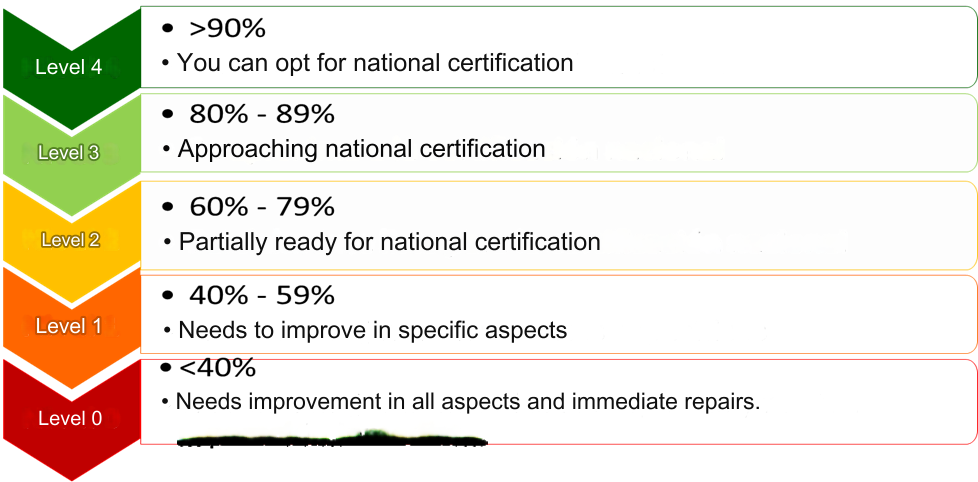 Level 4
• >90%
• You can opt for national certification
Level 3
• 80% - 89%
• Approaching national certification
Level 2
• 60% - 79%
• Partially ready for national certification
Level 1
• 40% - 59%
• Needs to improve in specific aspects
Level 0
• <40%
• Needs improvement in all aspects and immediate repairs.